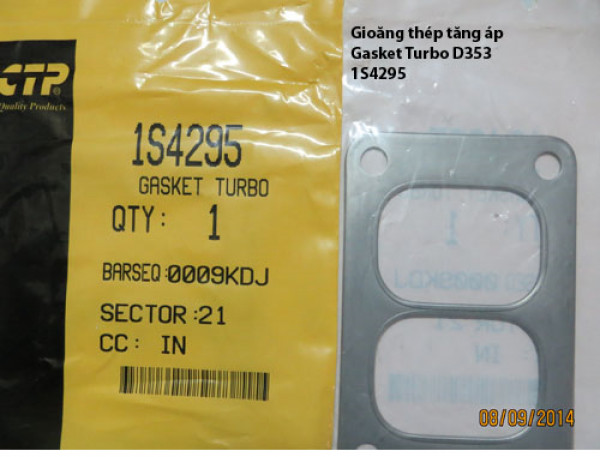 Gioăng thép tăng áp
Gasket Turbo D353
1S4295
CTP
Quality Products
1S4295
GASKET TURBO
QTY: 1
BARSEQ:0009KDJ
SECTOR:21
CC: IN
08/09/2014